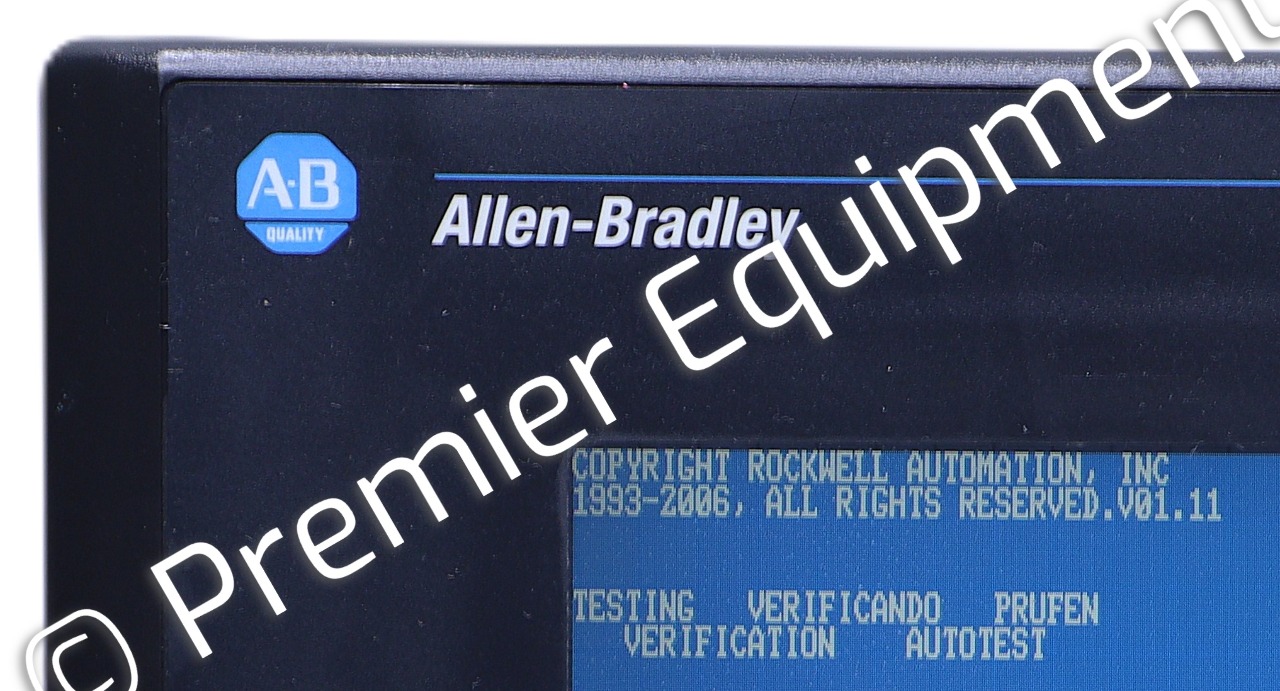 A·B
QUALITY
Allen-Bradley
© Premier Equipment
COPYRIGHT ROCKWELL AUTOMATION, INC
1993-2006, ALL RIGHTS RESERVED.V01.11
TESTING VERIFICANDO PRUFEN
VERIFICATION AUTOTEST